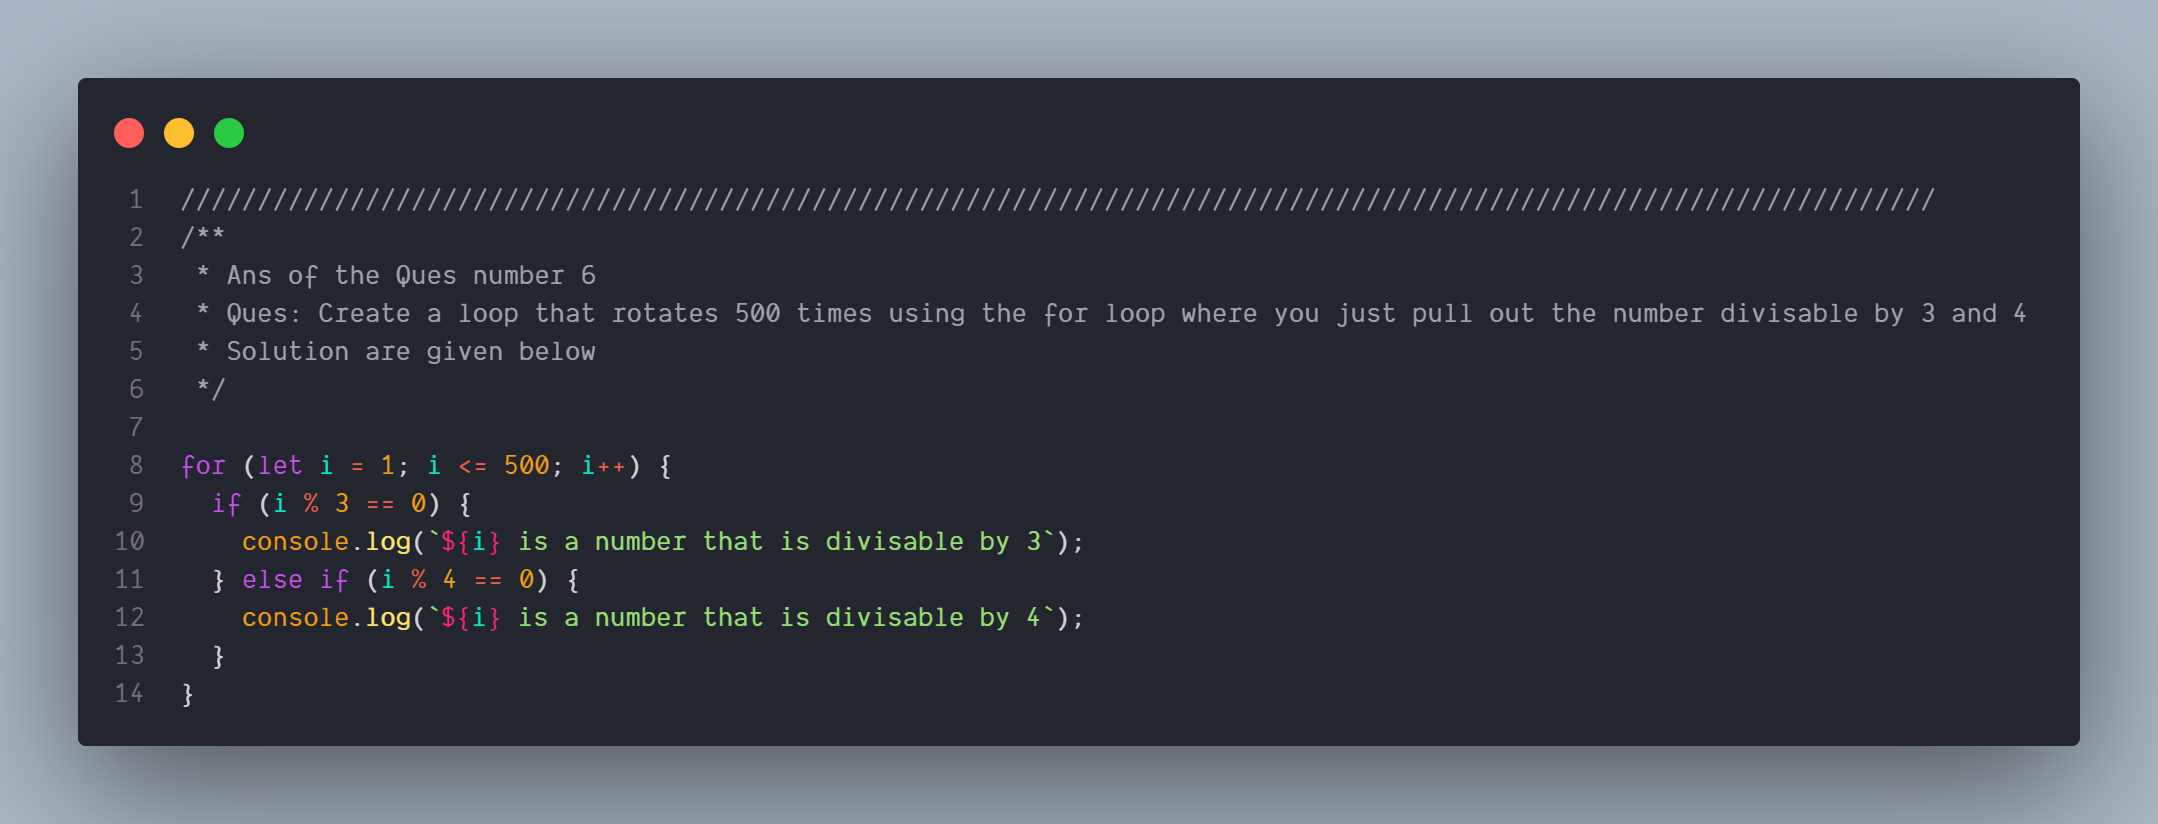 1 //////////////////////////////////////////////////////////////////////////////////////////////////////////////////
2 /**
3  * Ans of the Ques number 6
4  * Ques: Create a loop that rotates 500 times using the for loop where you just pull out the number divisable by 3 and 4
5  * Solution are given below
6  */
7
8 for (let i = 1; i <= 500; i++) {
9   if (i % 3 == 0) {
10     console.log(`${i} is a number that is divisable by 3`);
11   } else if (i % 4 == 0) {
12     console.log(`${i} is a number that is divisable by 4`);
13   }
14 }